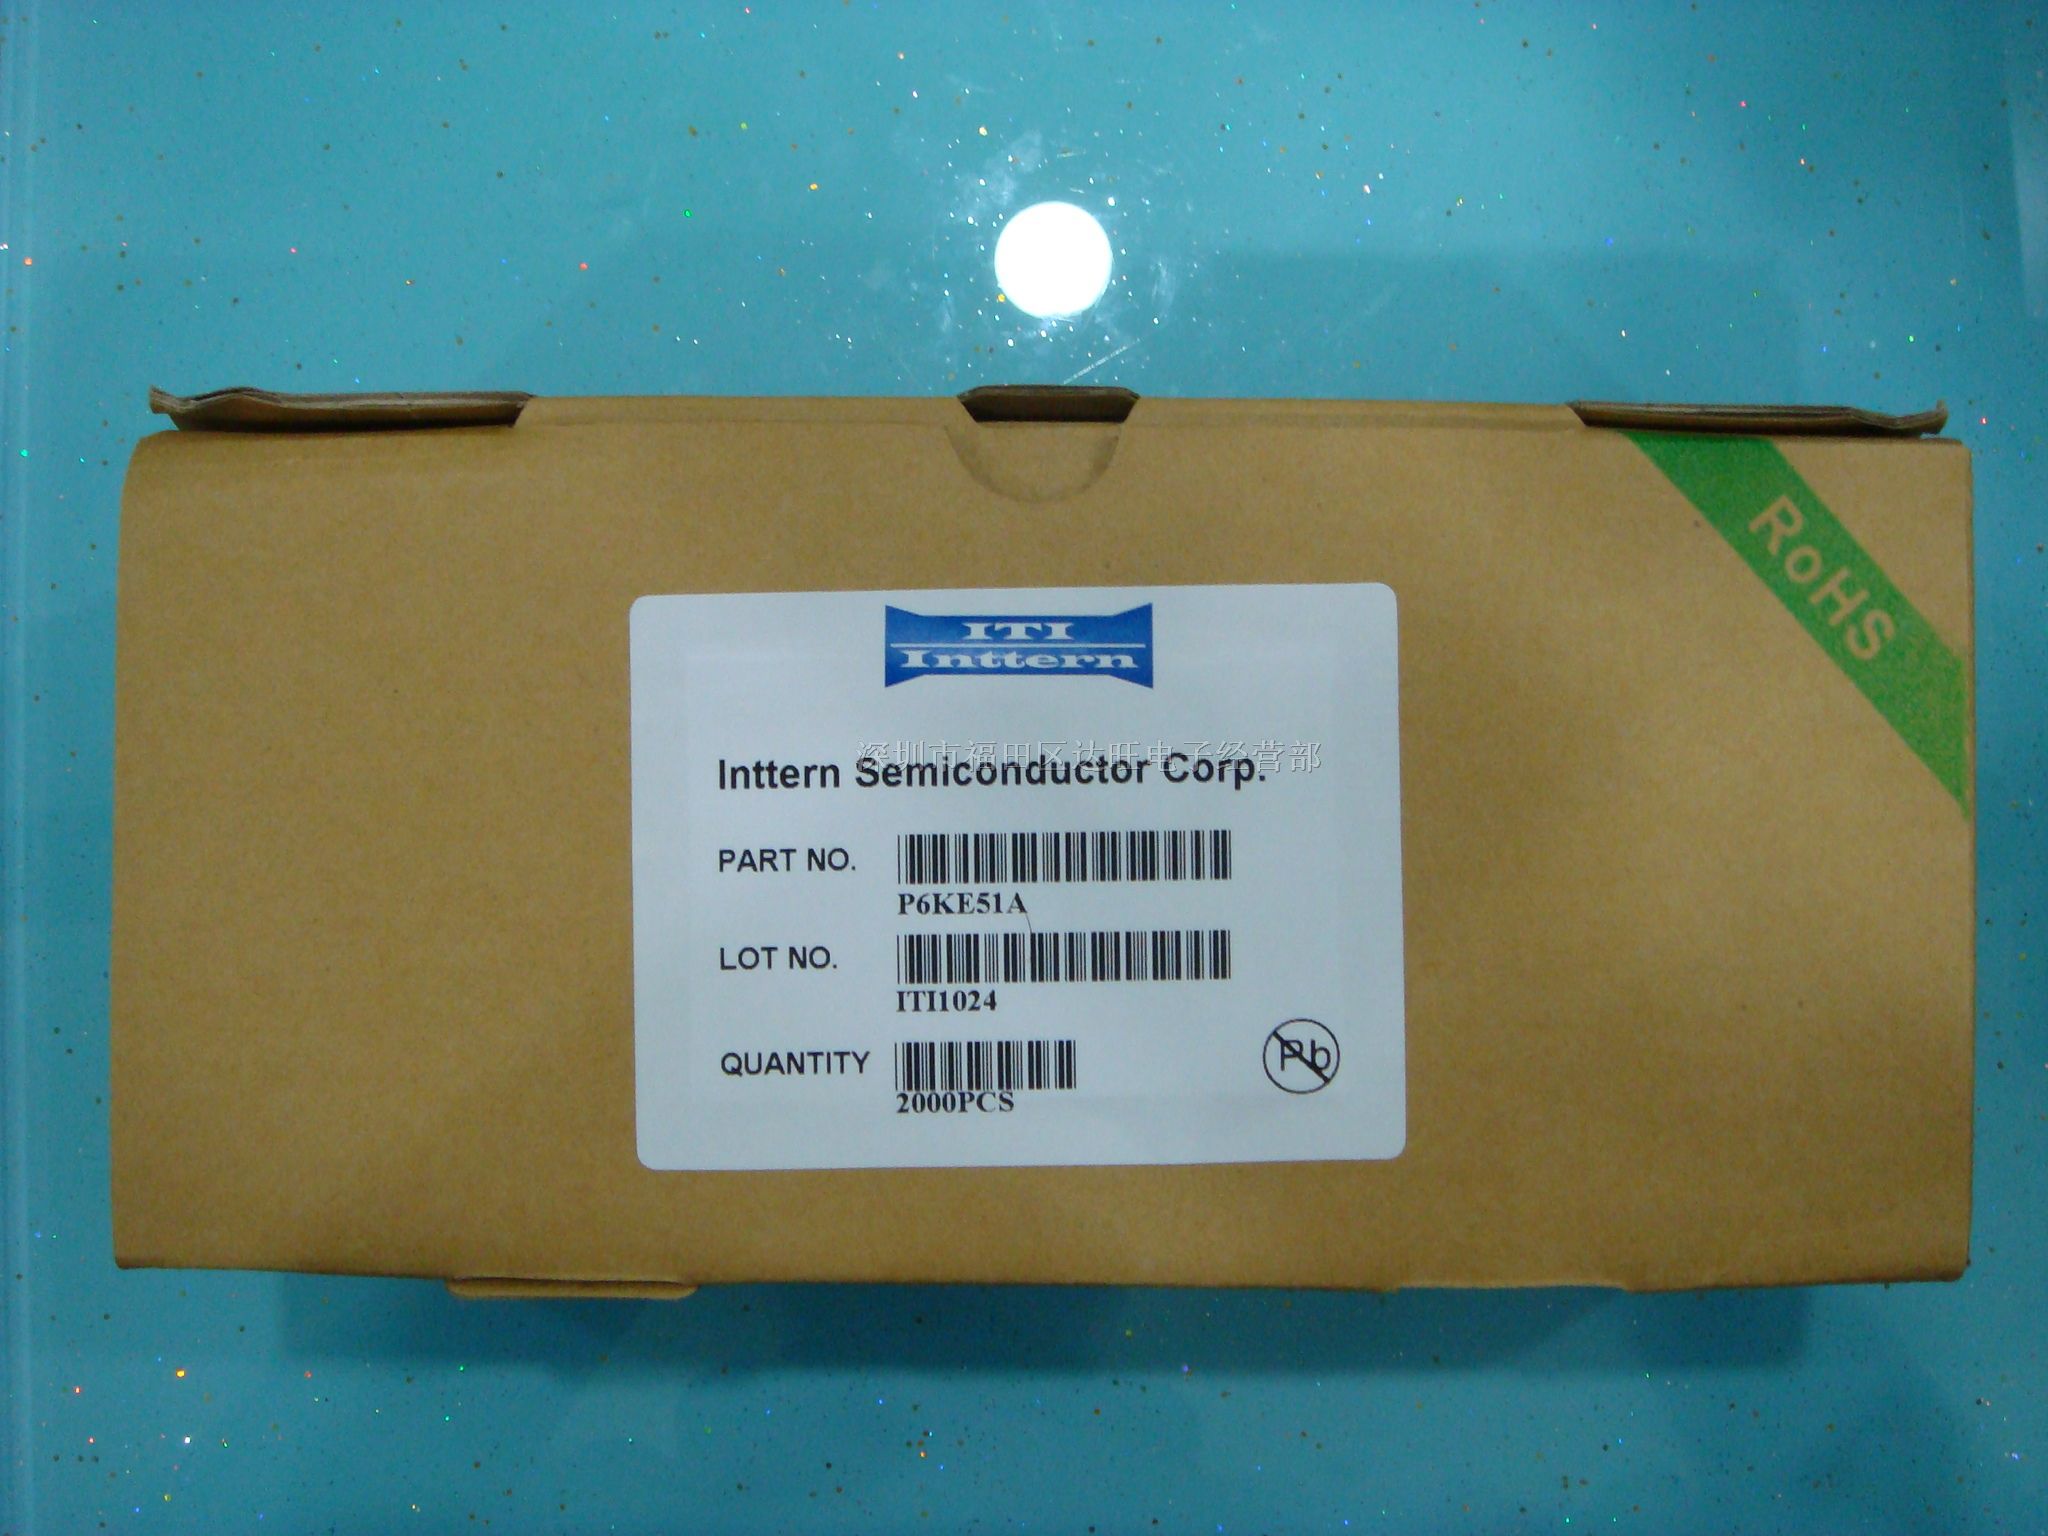 RoHS
ITI
Inttern
深圳市福田区达旺电子经营部
Inttern Semiconductor Corp.
PART NO.
P6KE51A
LOT NO.
ITI1024
QUANTITY
2000PCS
Pb